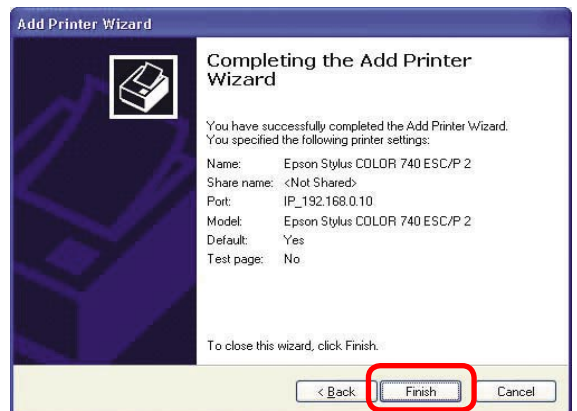 Add Printer Wizard
Completing the Add Printer
Wizard
You have successfully completed the Add Printer Wizard.
You specified the following printer settings:
Name: Epson Stylus COLOR 740 ESC/P 2
Share name: <Not Shared>
Port: IP_192.168.0.10
Model: Epson Stylus COLOR 740 ESC/P 2
Default: Yes
Test page: No
To close this wizard, click Finish.
< Back Finish Cancel